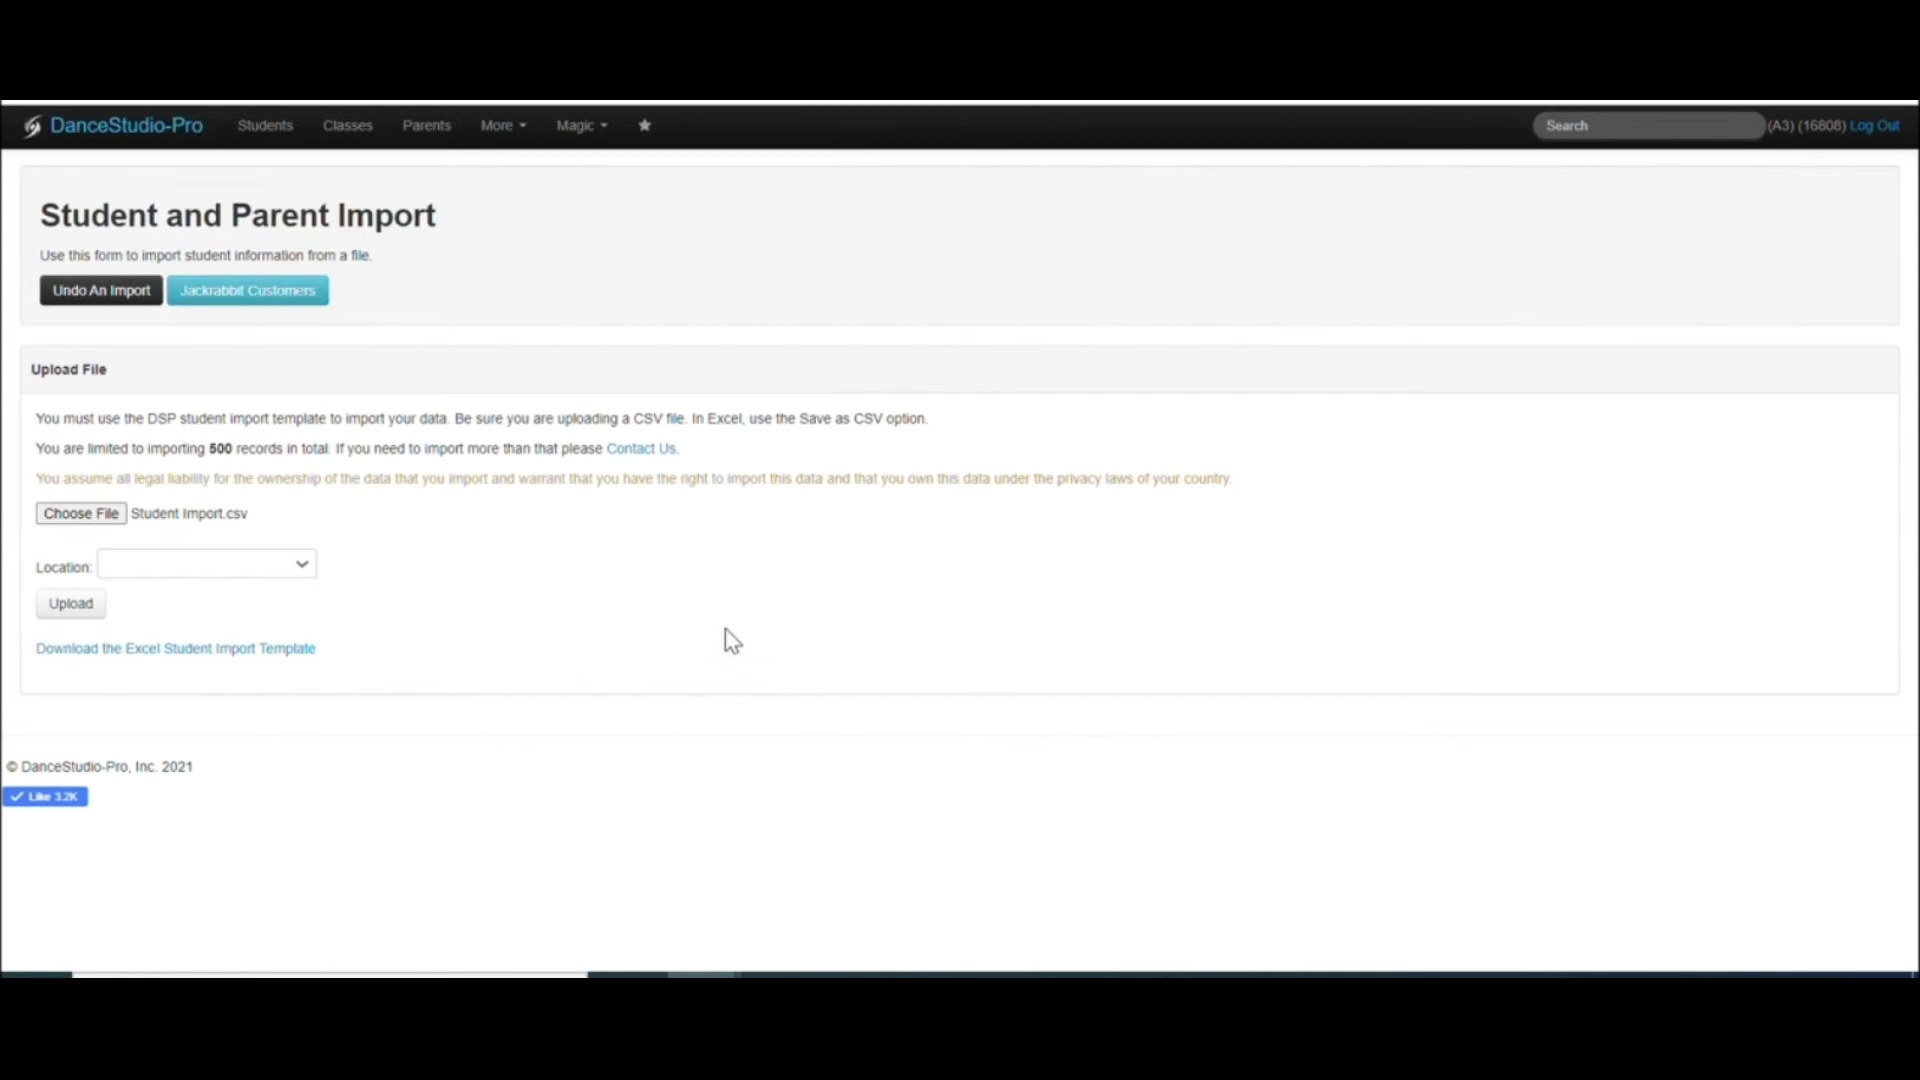 DanceStudio-Pro Students Classes Parents More Magic Search (A3) (16808) Log Out
Student and Parent Import
Use this form to import student information from a file.
Undo An Import Jackrabbit Customers
Upload File
You must use the DSP student import template to import your data. Be sure you are uploading a CSV file. In Excel, use the Save as CSV option.
You are limited to importing 500 records in total. If you need to import more than that please Contact Us.
You assume all legal liability for the ownership of the data that you import and warrant that you have the right to import this data and that you own this data under the privacy laws of your country.
Choose File Student Import.csv
Location:
Upload
Download the Excel Student Import Template
© DanceStudio-Pro, Inc. 2021
Like 3.2K